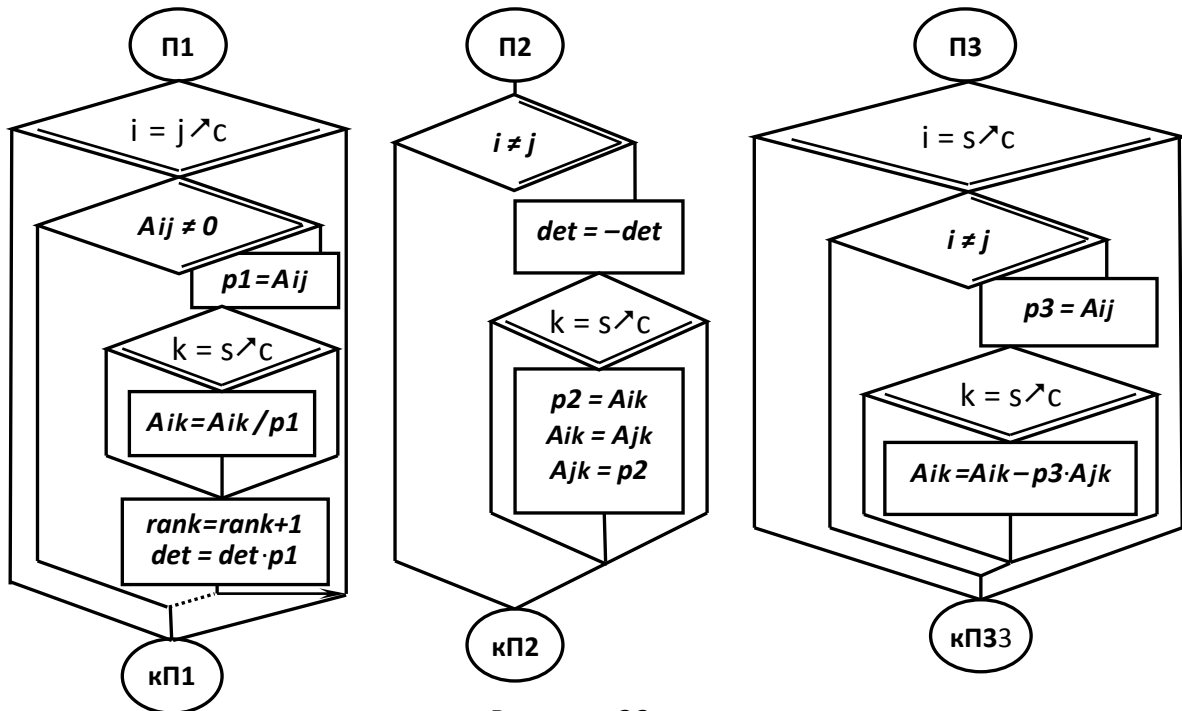 П1
i = j↗c
Aij ≠ 0
p1=Aij
k = s↗c
Aik=Aik/p1
rank=rank+1
det = det·p1
кП1
П2
i ≠ j
det = –det
k = s↗c
p2 = Aik
Aik = Ajk
Ajk = p2
кП2
П3
i = s↗c
i ≠ j
p3 = Aij
k = s↗c
Aik=Aik–p3·Ajk
кП33